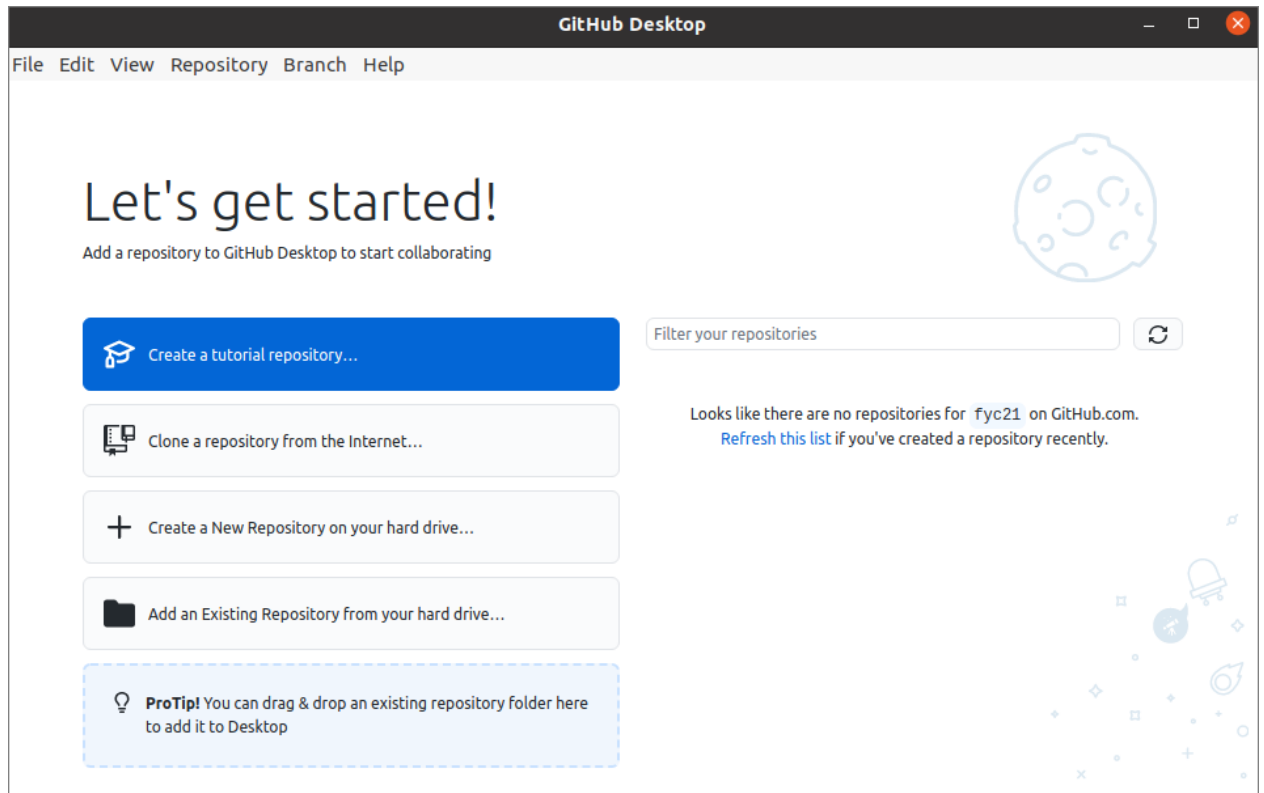 GitHub Desktop
File Edit View Repository Branch Help
Let's get started!
Add a repository to GitHub Desktop to start collaborating
Create a tutorial repository...
Clone a repository from the Internet...
Create a New Repository on your hard drive...
Add an Existing Repository from your hard drive...
ProTip! You can drag & drop an existing repository folder here
to add it to Desktop
Filter your repositories
Looks like there are no repositories for fyc21 on GitHub.com.
Refresh this list if you've created a repository recently.